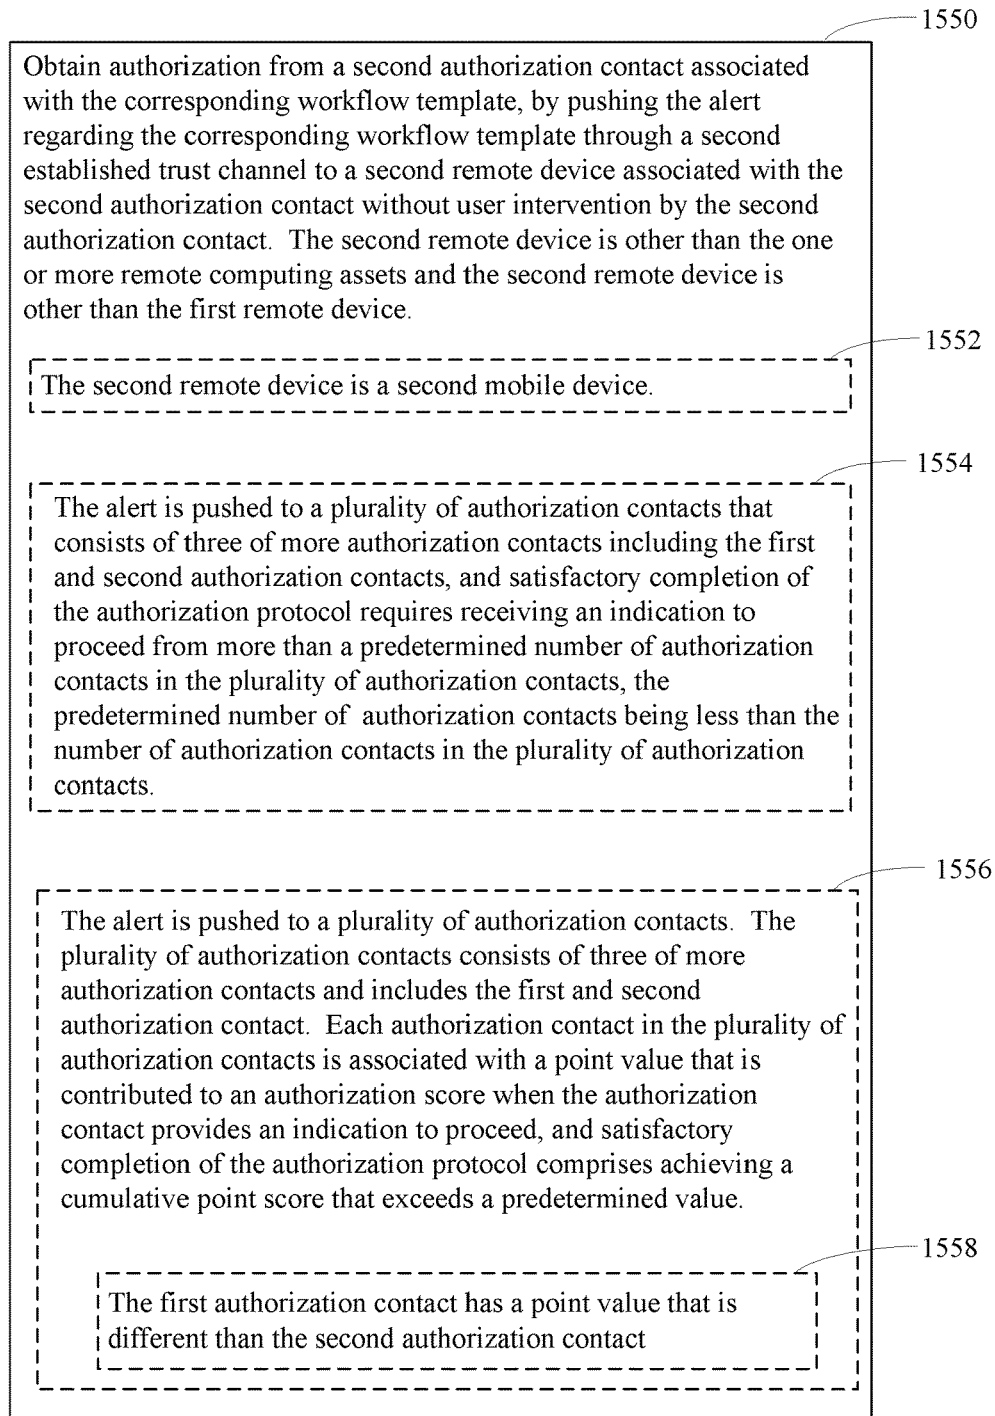 1550
Obtain authorization from a second authorization contact associated
with the corresponding workflow template, by pushing the alert
regarding the corresponding workflow template through a second
established trust channel to a second remote device associated with the
second authorization contact without user intervention by the second
authorization contact.  The second remote device is other than the one
or more remote computing assets and the second remote device is
other than the first remote device.
1552
The second remote device is a second mobile device.
1554
The alert is pushed to a plurality of authorization contacts that
consists of three of more authorization contacts including the first
and second authorization contacts, and satisfactory completion of
the authorization protocol requires receiving an indication to
proceed from more than a predetermined number of authorization
contacts in the plurality of authorization contacts, the
predetermined number of  authorization contacts being less than the
number of authorization contacts in the plurality of authorization
contacts.
1556
The alert is pushed to a plurality of authorization contacts.  The
plurality of authorization contacts consists of three of more
authorization contacts and includes the first and second
authorization contact.  Each authorization contact in the plurality of
authorization contacts is associated with a point value that is
contributed to an authorization score when the authorization
contact provides an indication to proceed, and satisfactory
completion of the authorization protocol comprises achieving a
cumulative point score that exceeds a predetermined value.
1558
The first authorization contact has a point value that is
different than the second authorization contact